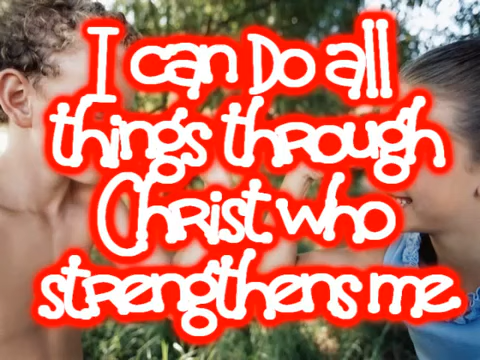 I can Do all
things through
Christ who
strengthens me.